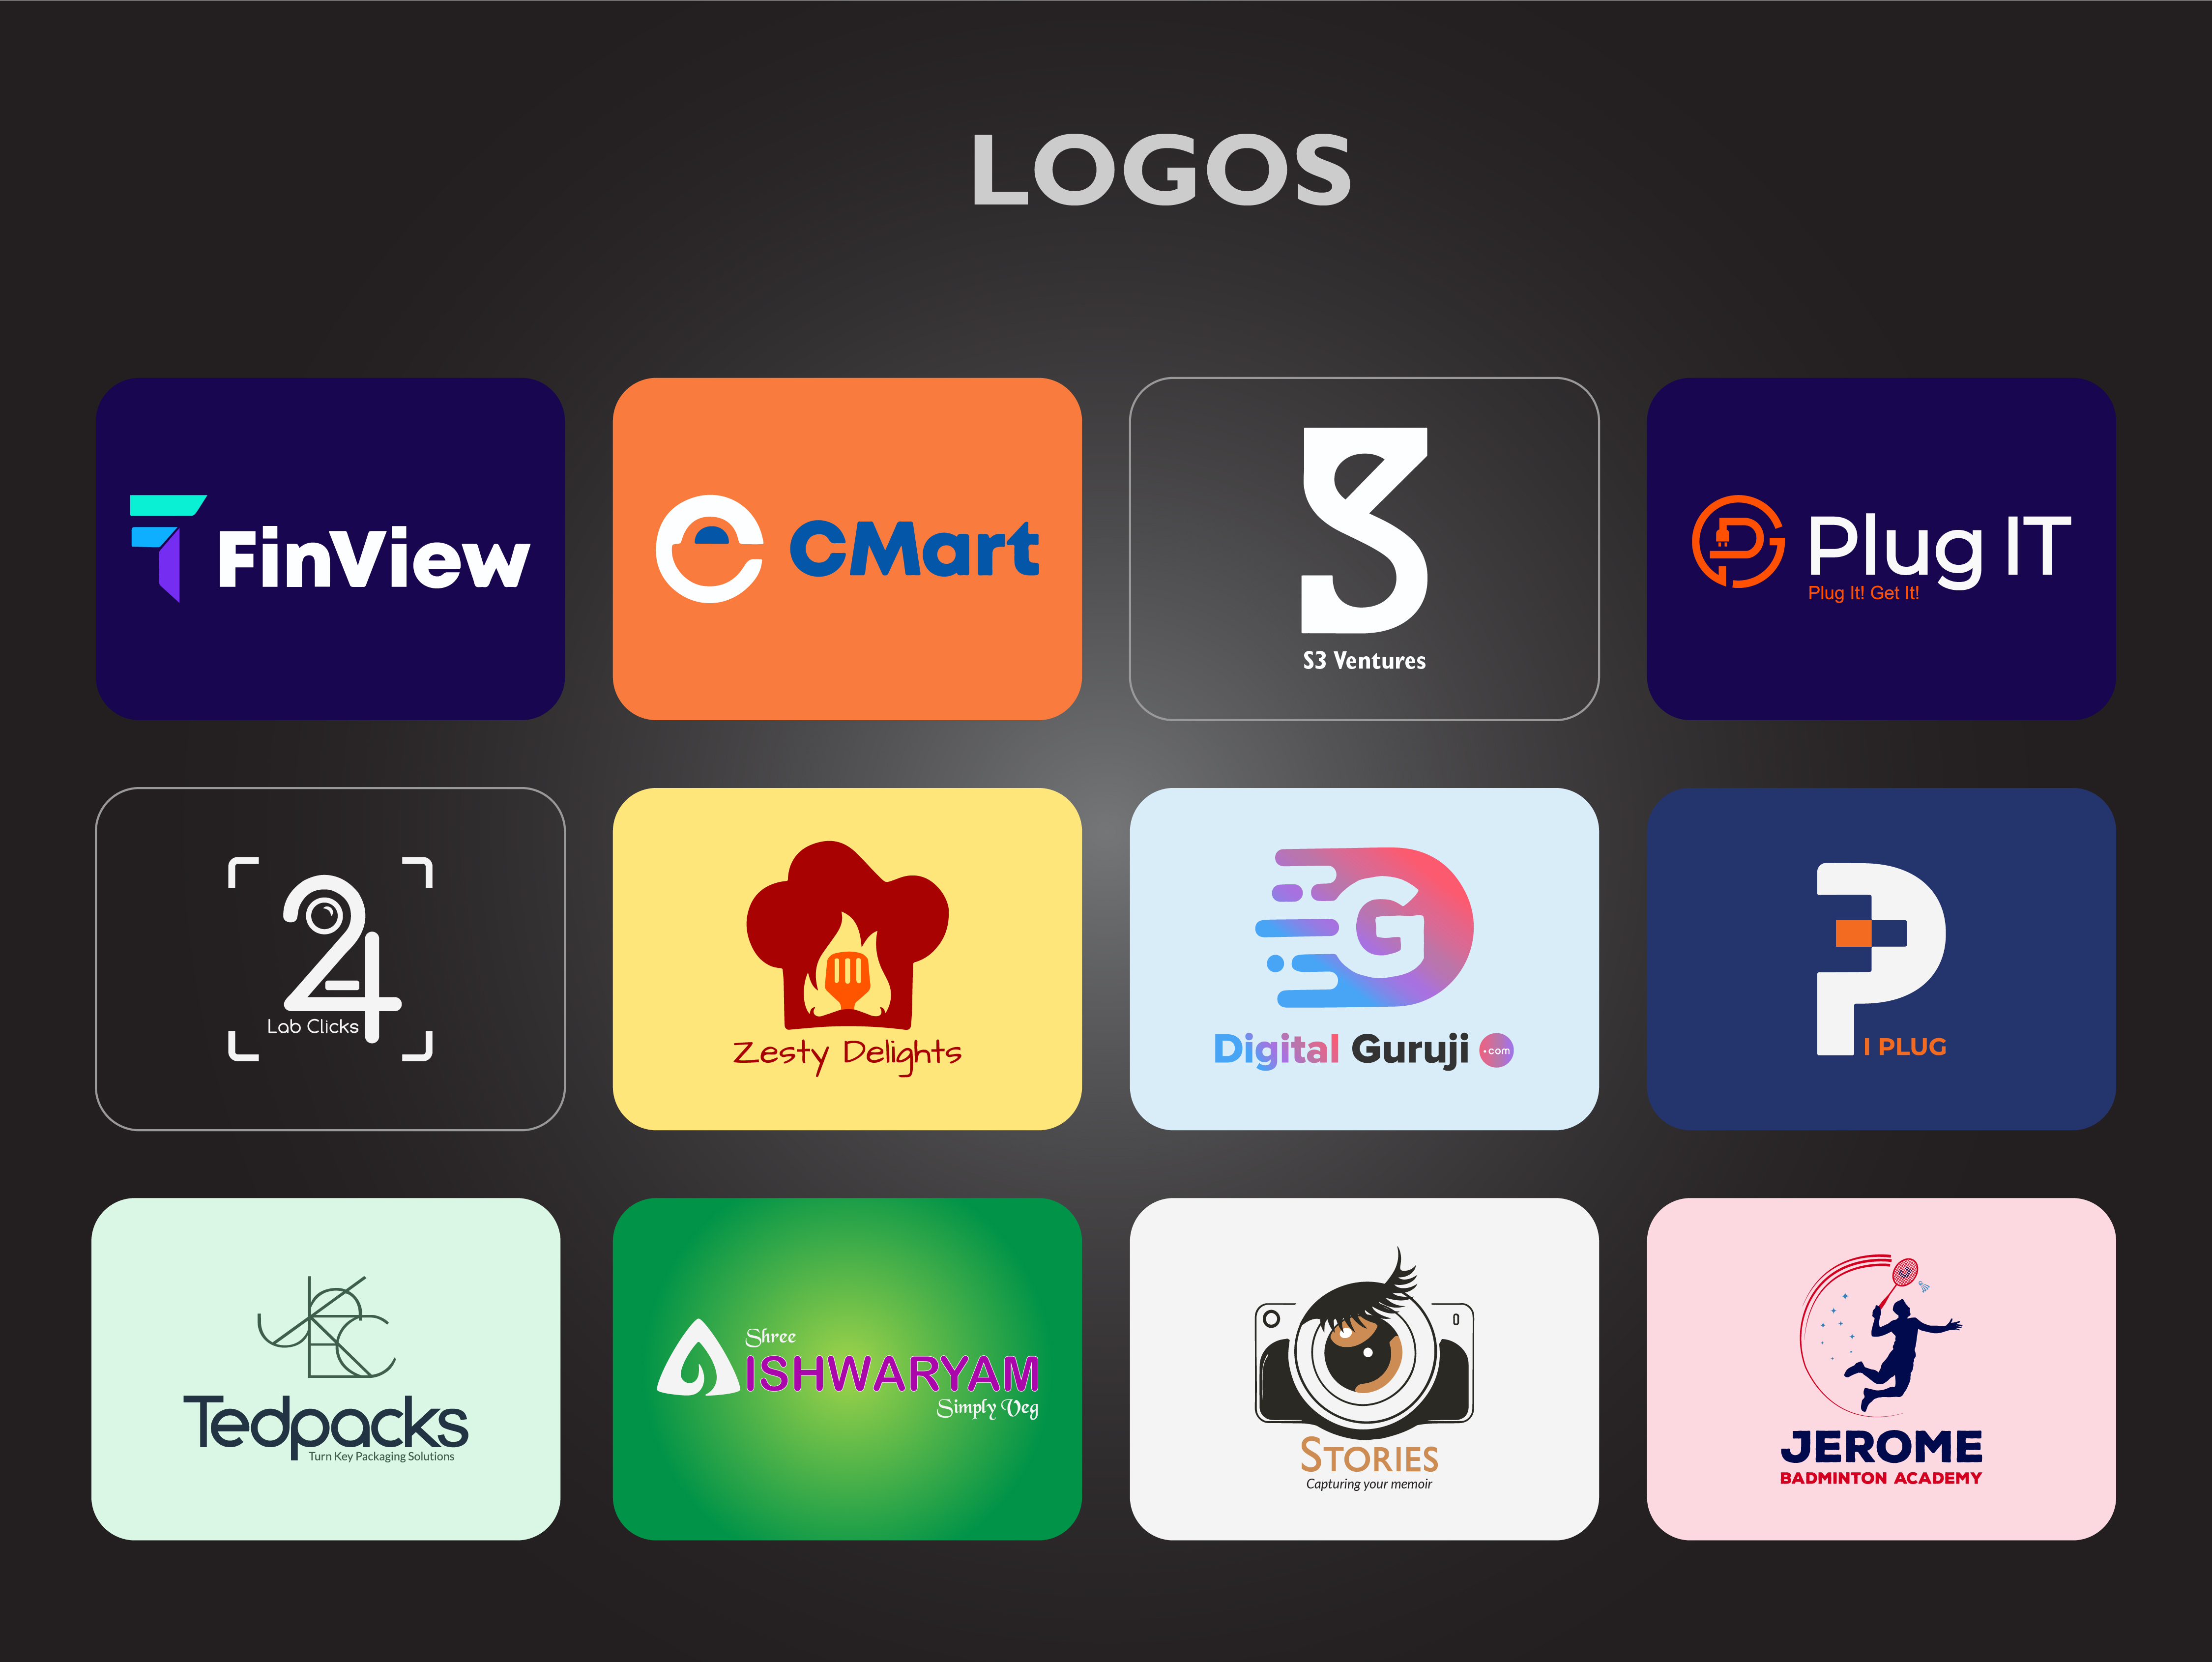 LOGOS
FinView
e CMart
S3 Ventures
Plug IT
Plug It! Get It!
24
Lab Clicks
Zesty Delights
G
Digital Guruji .com
P
I PLUG
Tedpacks
Turn Key Packaging Solutions
Shree
AISHWARYAM
Simply Veg
STORIES
Capturing your memoir
JEROME
BADMINTON ACADEMY